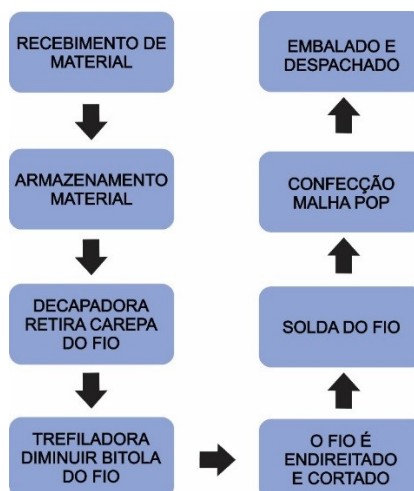 RECEBIMENTO DE
MATERIAL
ARMAZENAMENTO
MATERIAL
DECAPADORA
RETIRA CAREPA
DO FIO
TREFILADORA
DIMINUIR BITOLA
DO FIO
O FIO É
ENDIREITADO
E CORTADO
SOLDA DO FIO
CONFECÇÃO
MALHA POP
EMBALADO E
DESPACHADO